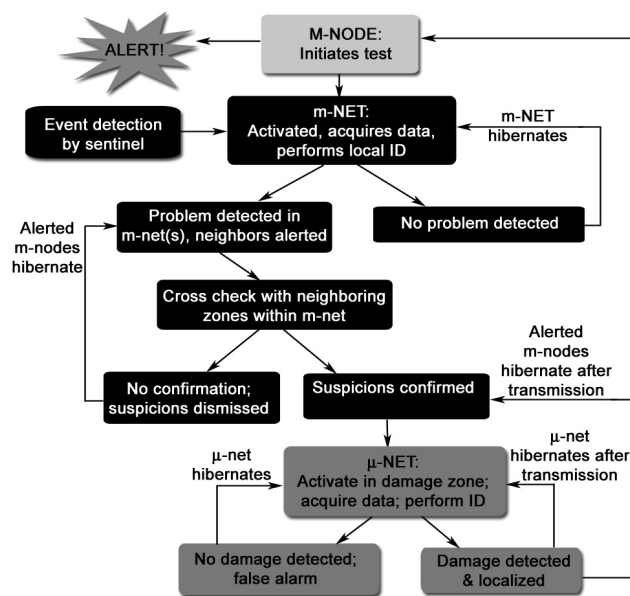 ALERT!
M-NODE:
Initiates test
Event detection
by sentinel
m-NET:
Activated, acquires data,
performs local ID
m-NET
hibernates
Alerted
m-nodes
hibernate
Problem detected in
m-net(s), neighbors alerted
No problem detected
Cross check with neighboring
zones within m-net
Alerted
m-nodes
hibernate after
transmission
No confirmation;
suspicions dismissed
Suspicions confirmed
μ-net
hibernates
μ-NET:
Activate in damage zone;
acquire data; perform ID
μ-net
hibernates after
transmission
No damage detected;
false alarm
Damage detected
& localized